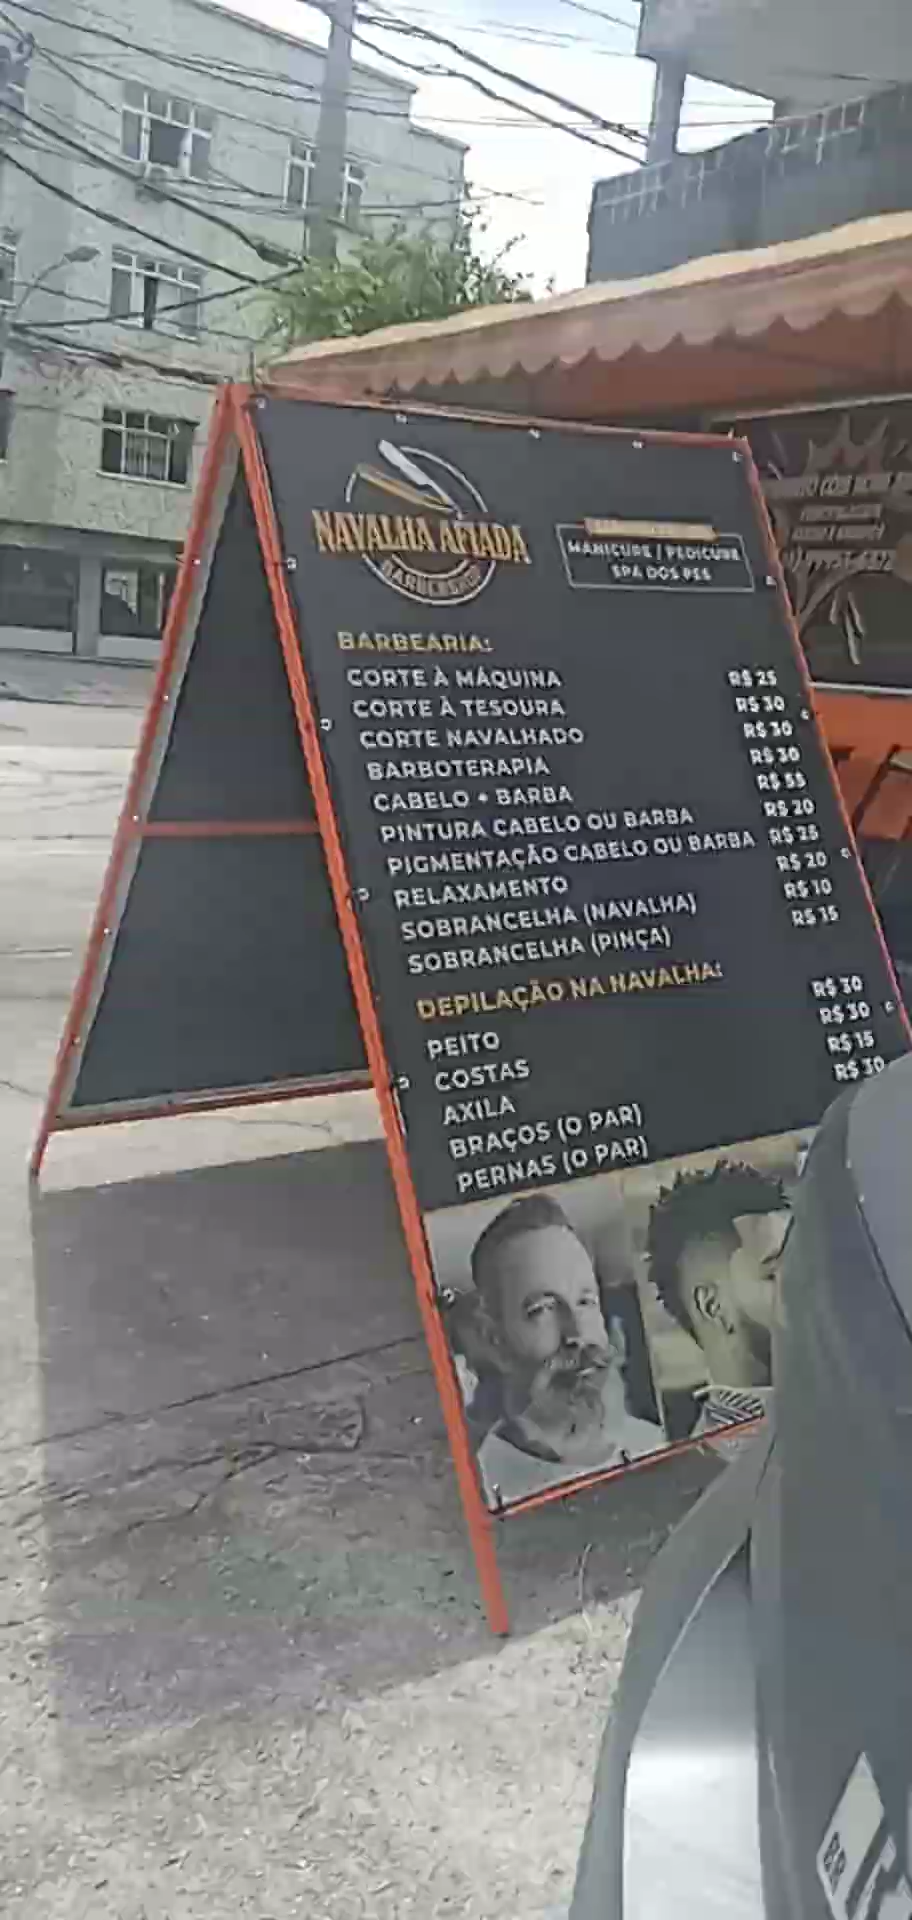 NAVALHA AFIADA
BARBERSHOP
MANICURE / PEDICURE
SPA DOS PÉS
BARBEARIA:
CORTE À MÁQUINA R$ 25
CORTE À TESOURA R$ 30
CORTE NAVALHADO R$ 30
BARBOTERAPIA R$ 30
CABELO + BARBA R$ 55
PINTURA CABELO OU BARBA R$ 20
PIGMENTAÇÃO CABELO OU BARBA R$ 25
RELAXAMENTO R$ 20
SOBRANCELHA (NAVALHA) R$ 10
SOBRANCELHA (PINÇA) R$ 15
DEPILAÇÃO NA NAVALHA:
PEITO R$ 30
COSTAS R$ 30
AXILA R$ 15
BRAÇOS (O PAR) R$ 30
PERNAS (O PAR)
BR